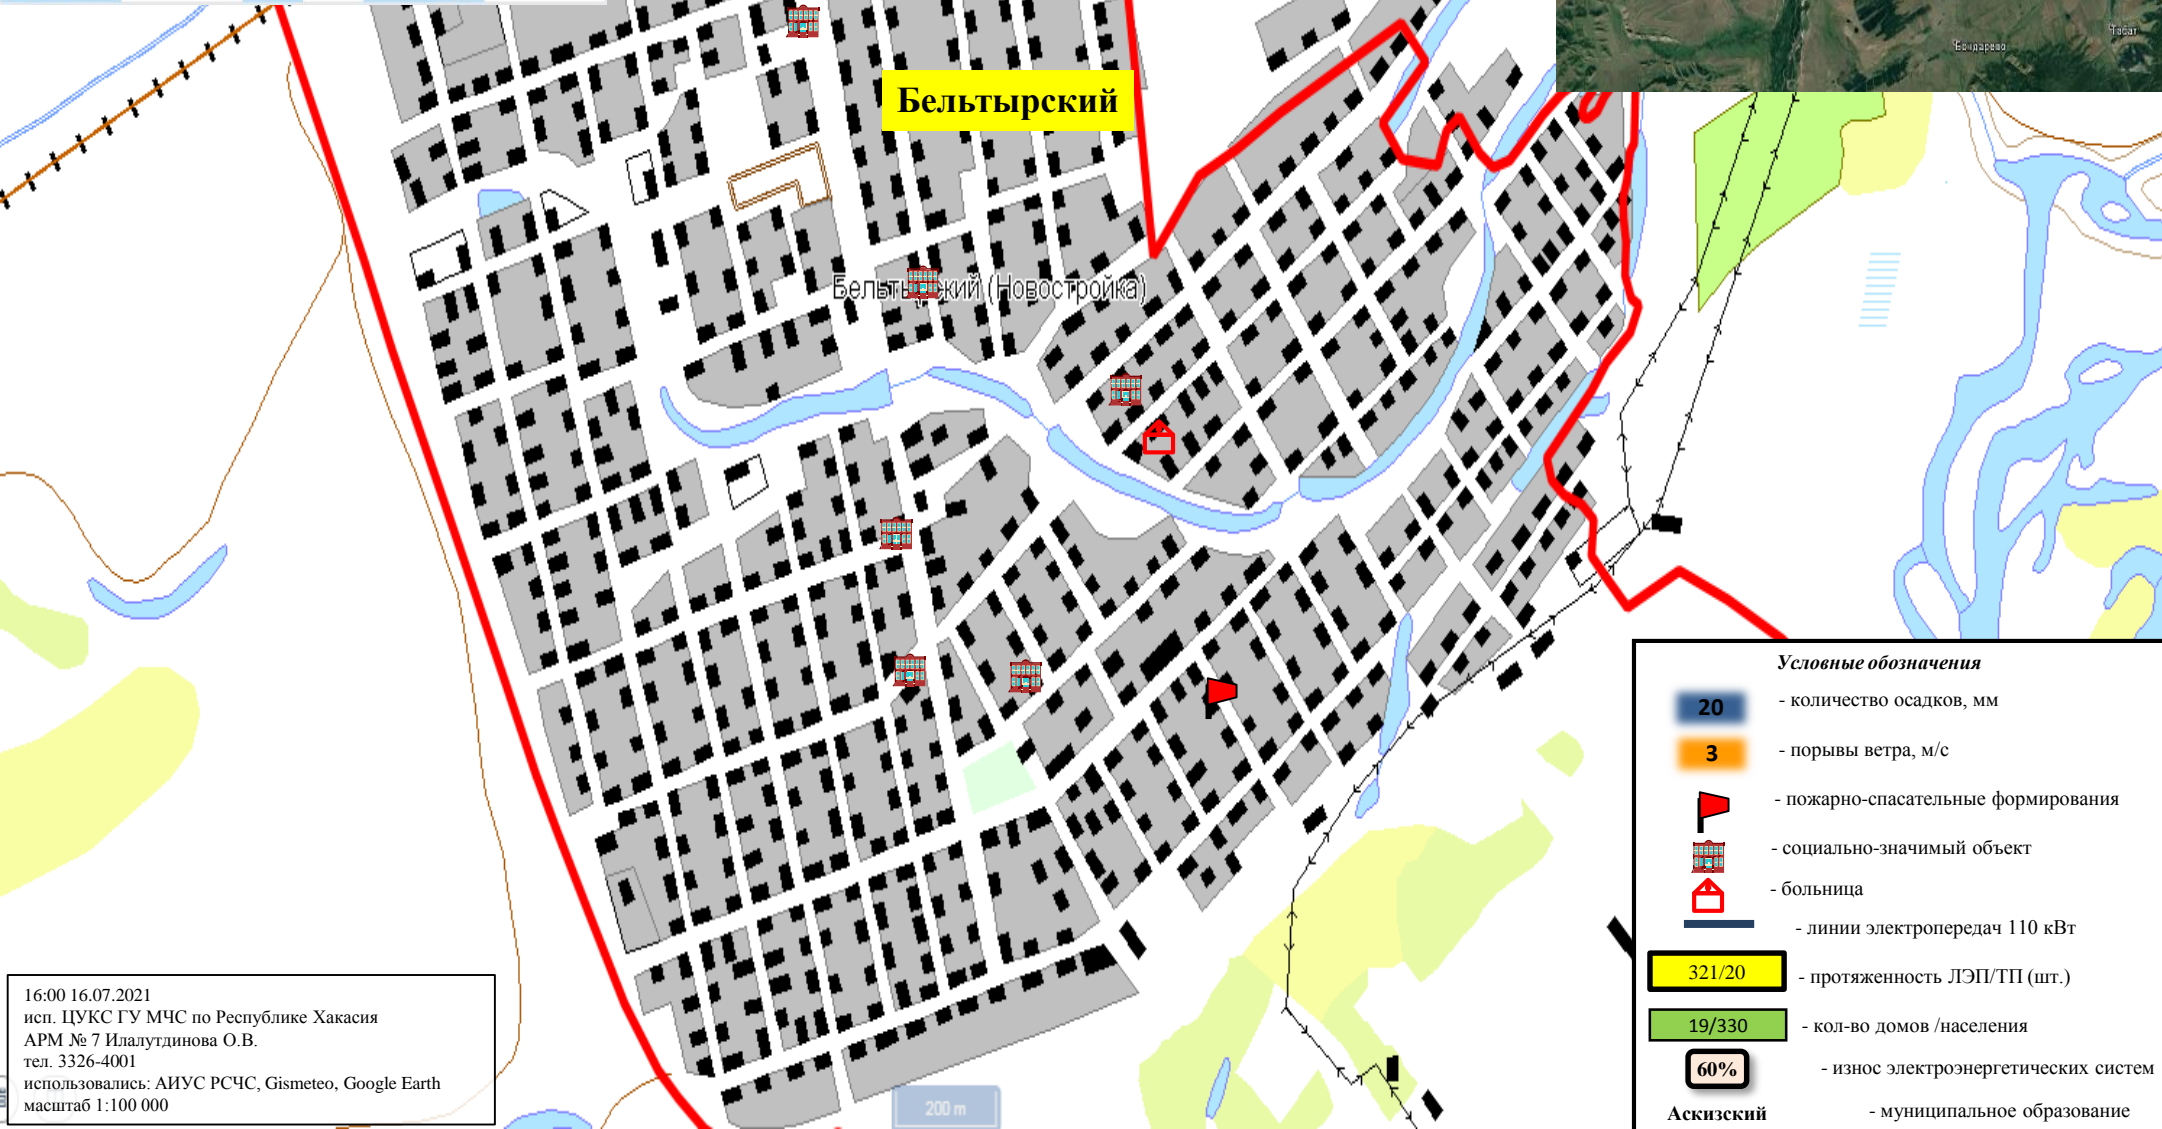 Табат
Бондарево
Бельтырский
Бельтырский (Новостройка)
Условные обозначения
20 - количество осадков, мм
3 - порывы ветра, м/с
- пожарно-спасательные формирования
- социально-значимый объект
- больница
- линии электропередач 110 кВт
321/20 - протяженность ЛЭП/ТП (шт.)
19/330 - кол-во домов /населения
60% - износ электроэнергетических систем
Аскизский - муниципальное образование
16:00 16.07.2021
исп. ЦУКС ГУ МЧС по Республике Хакасия
АРМ № 7 Илалутдинова О.В.
тел. 3326-4001
использовались: АИУС РСЧС, Gismeteo, Google Earth
масштаб 1:100 000
200 m